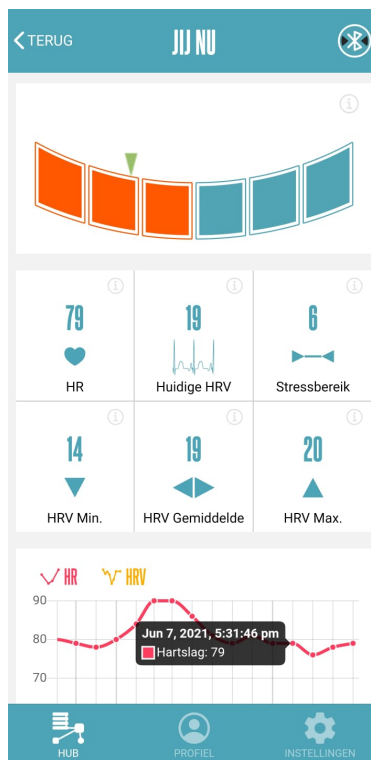 TERUG
JIJ NU
79
HR
19
Huidige HRV
6
Stressbereik
14
HRV Min.
19
HRV Gemiddelde
20
HRV Max.
HR
HRV
90
80
70
Jun 7, 2021, 5:31:46 pm
Hartslag: 79
HUB
PROFIEL
INSTELLINGEN